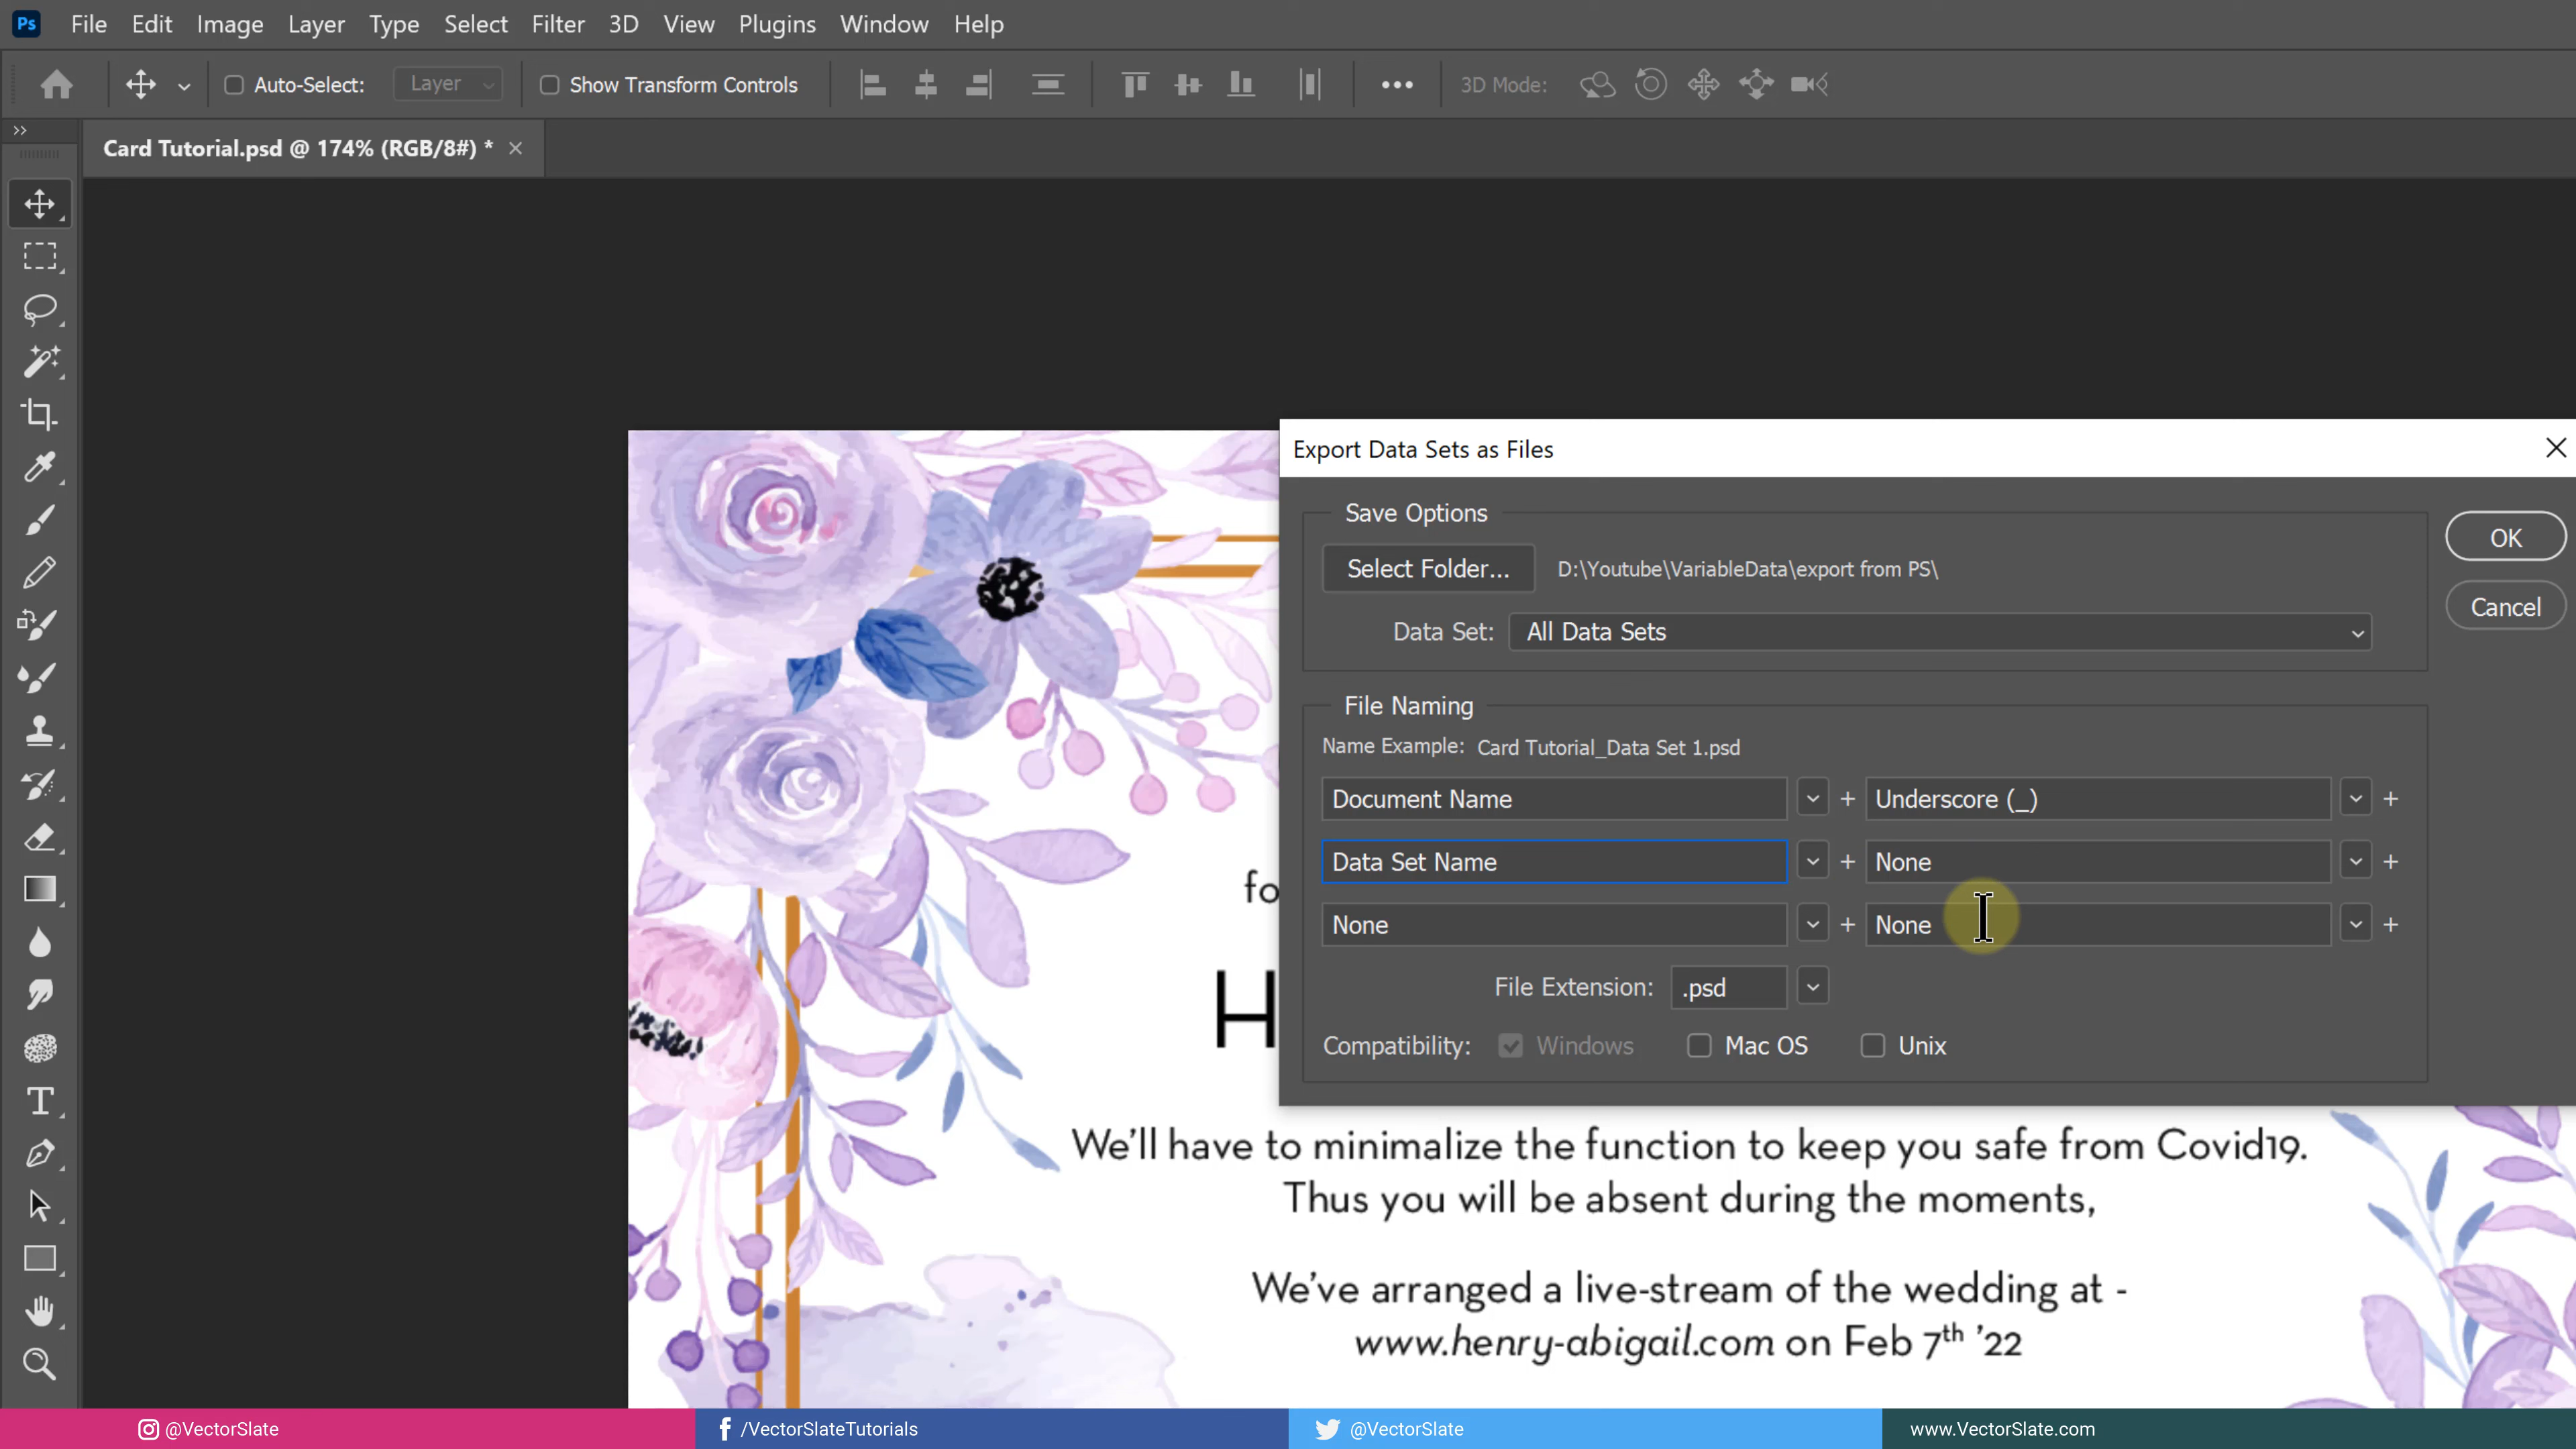 Ps File Edit Image Layer Type Select Filter 3D View Plugins Window Help
Auto-Select: Layer Show Transform Controls 3D Mode:
Card Tutorial.psd @ 174% (RGB/8#) *
Export Data Sets as Files
Save Options
Select Folder... D:\Youtube\VariableData\export from PS\
Data Set: All Data Sets
OK
Cancel
File Naming
Name Example: Card Tutorial_Data Set 1.psd
Document Name + Underscore (_) +
Data Set Name + None +
None + None +
File Extension: .psd
Compatibility: Windows Mac OS Unix
fo
H
We'll have to minimalize the function to keep you safe from Covid19.
Thus you will be absent during the moments,
We've arranged a live-stream of the wedding at -
www.henry-abigail.com on Feb 7th '22
@VectorSlate /VectorSlateTutorials @VectorSlate www.VectorSlate.com